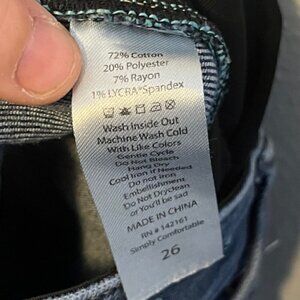 72% Cotton
20% Polyester
7% Rayon
1% LYCRA® Spandex
Wash Inside Out
Machine Wash Cold
With Like Colors
Gentle Cycle
Do Not Bleach
Hang Dry
Cool Iron if Needed
Do not Iron
Embellishment
Do Not Dryclean
or You'll be sad
MADE IN CHINA
RN # 142161
Simply Comfortable
26